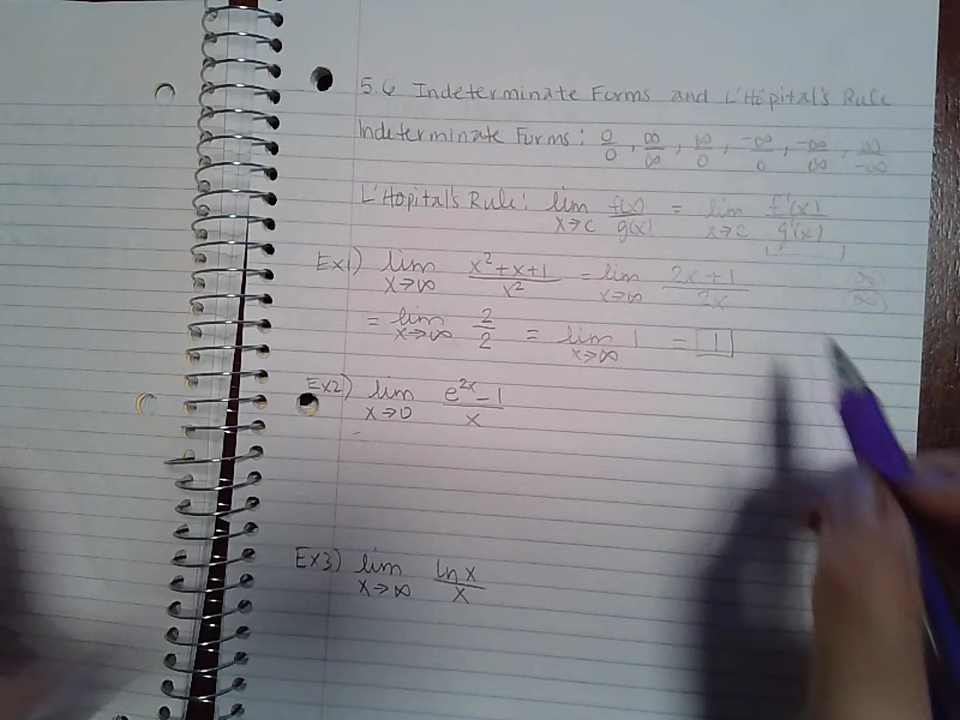 5.6 Indeterminate Forms and L'Hôpital's Rule
Indeterminate Forms: 0/0, ∞/∞, ∞/0, -∞/0, -∞/∞, ∞/-∞
L'Hôpital's Rule: lim x→c f(x)/g(x) = lim x→c f'(x)/g'(x)
Ex1) lim x→∞ x²+x+1/x² = lim x→∞ 2x+1/2x ∞/∞
= lim x→∞ 2/2 = lim x→∞ 1 = 1
Ex2) lim x→0 e^2x-1/x
Ex3) lim x→∞ ln x/x